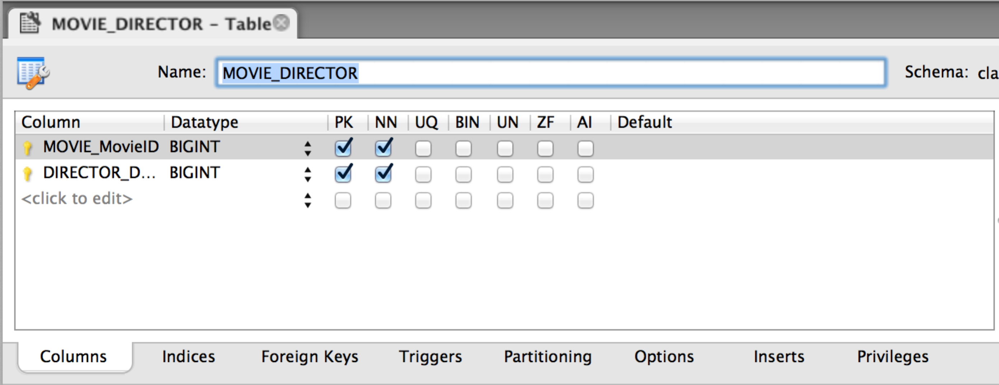 MOVIE_DIRECTOR - Table
Name: MOVIE_DIRECTOR Schema: cla
Column Datatype PK NN UQ BIN UN ZF AI Default
MOVIE_MovieID BIGINT
DIRECTOR_D... BIGINT
<click to edit>
Columns Indices Foreign Keys Triggers Partitioning Options Inserts Privileges